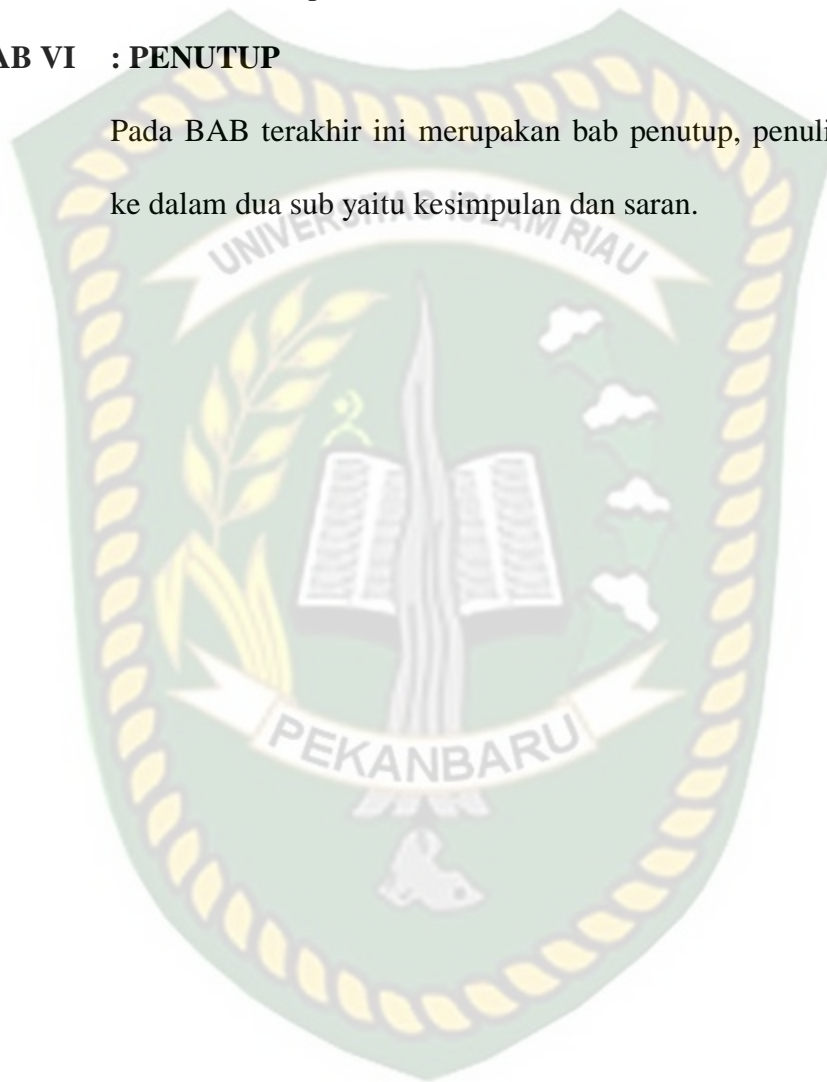 AB VI : PENUTUP
Pada BAB terakhir ini merupakan bab penutup, penuli
ke dalam dua sub yaitu kesimpulan dan saran.
UNIVERSITAS ISLAM RIAU
PEKANBARU